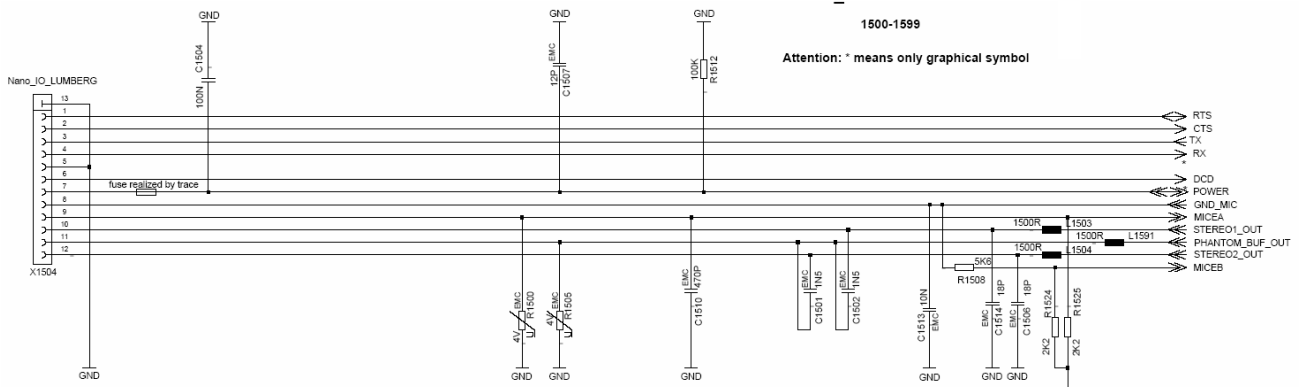 1500-1599
Attention: * means only graphical symbol
GND
GND
GND
C1504
100N
EMC
12P
C1507
100K
R1512
Nano_IO_LUMBERG
13
1
2
3
4
5
6
7
8
9
10
11
12
X1504
fuse realized by trace
RTS
CTS
TX
RX
*
DCD
POWER
GND_MIC
MICEA
STEREO1_OUT
PHANTOM_BUF_OUT
STEREO2_OUT
MICEB
1500R
L1503
1500R
L1591
1500R
L1504
5K6
R1508
EMC
R1500
4V
U
EMC
R1505
4V
U
EMC
470P
C1510
EMC
1N5
C1501
EMC
1N5
C1502
10N
C1513
EMC
18P
EMC
C1514
18P
EMC
C1506
R1524
2K2
R1525
2K2
GND
GND
GND
GND
GND
GND
GND